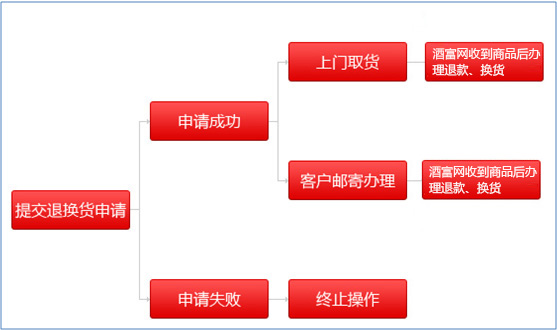 上门取货
酒富网收到商品后办
理退款、换货
申请成功
客户邮寄办理
酒富网收到商品后办
理退款、换货
提交退换货申请
申请失败
终止操作